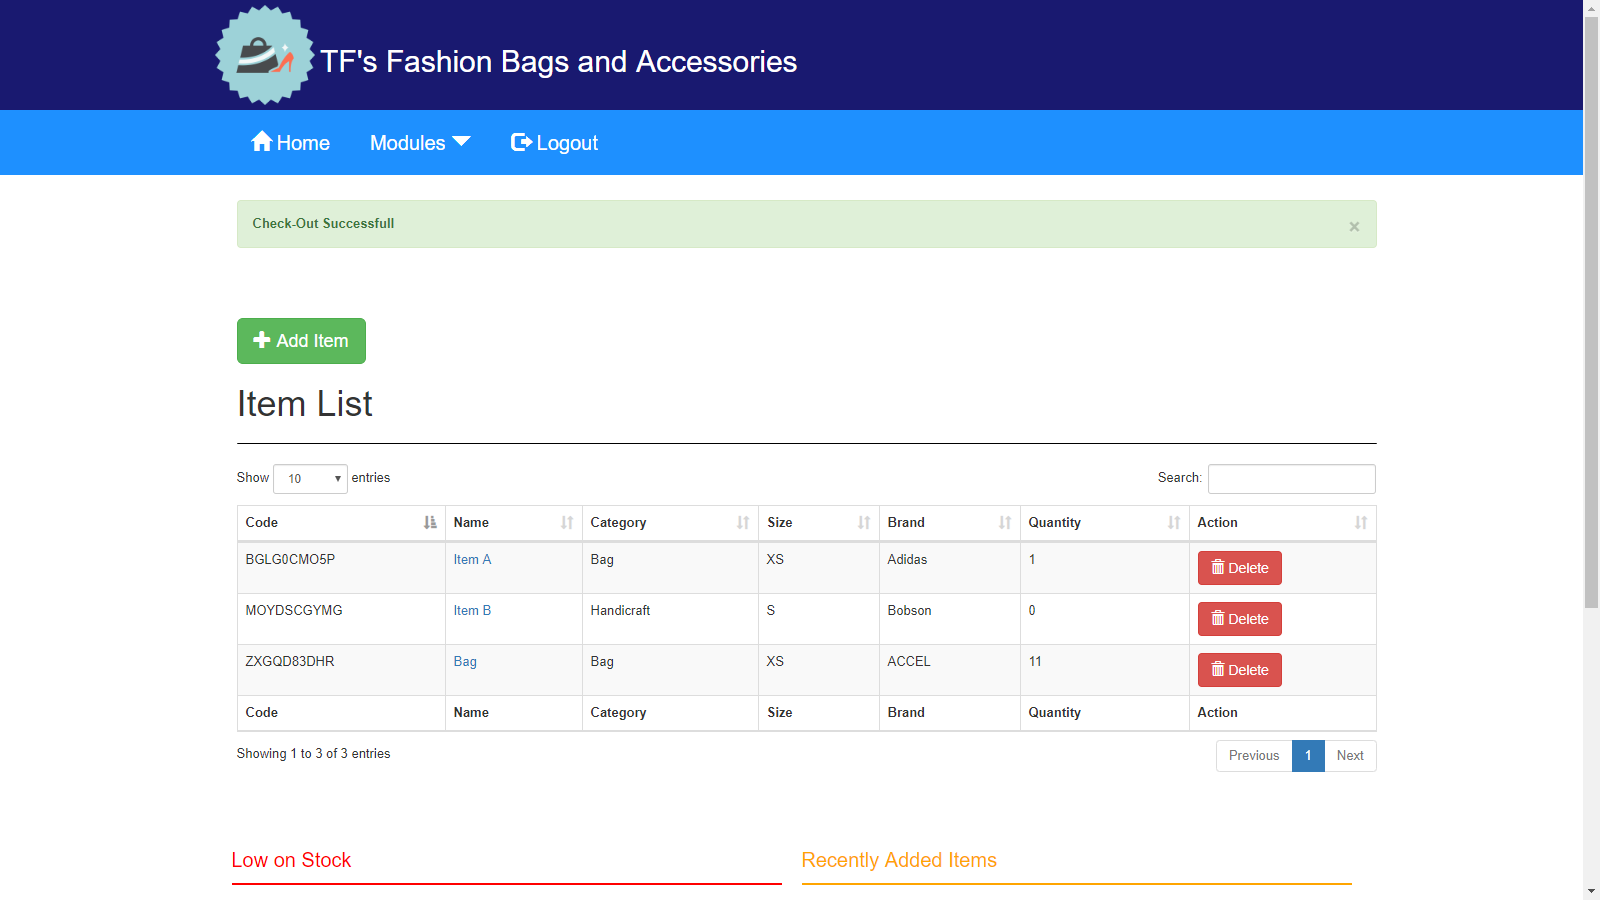 TF's Fashion Bags and Accessories
Home Modules Logout
Check-Out Successfull ×
Add Item
Item List
Show 10 entries Search:
Code Name Category Size Brand Quantity Action
BGLG0CMO5P Item A Bag XS Adidas 1 Delete
MOYDSCGYMG Item B Handicraft S Bobson 0 Delete
ZXGQD83DHR Bag Bag XS ACCEL 11 Delete
Code Name Category Size Brand Quantity Action
Showing 1 to 3 of 3 entries Previous 1 Next
Low on Stock Recently Added Items